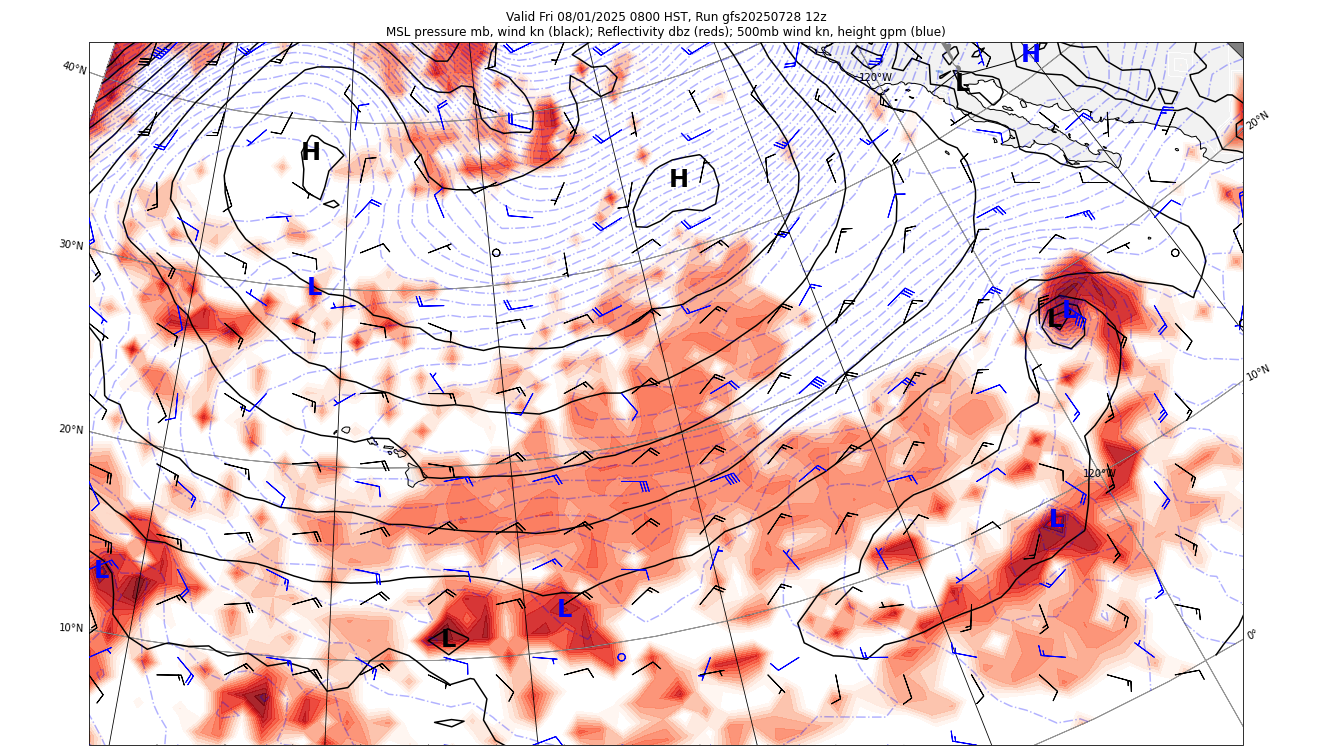 Valid Fri 08/01/2025 0800 HST, Run gfs20250728 12z
MSL pressure mb, wind kn (black); Reflectivity dbz (reds); 500mb wind kn, height gpm (blue)
H
40°N
120°W
L
20°N
H
H
30°N
L
L
L
10°N
20°N
120°W
L
L
L
10°N
L
0°